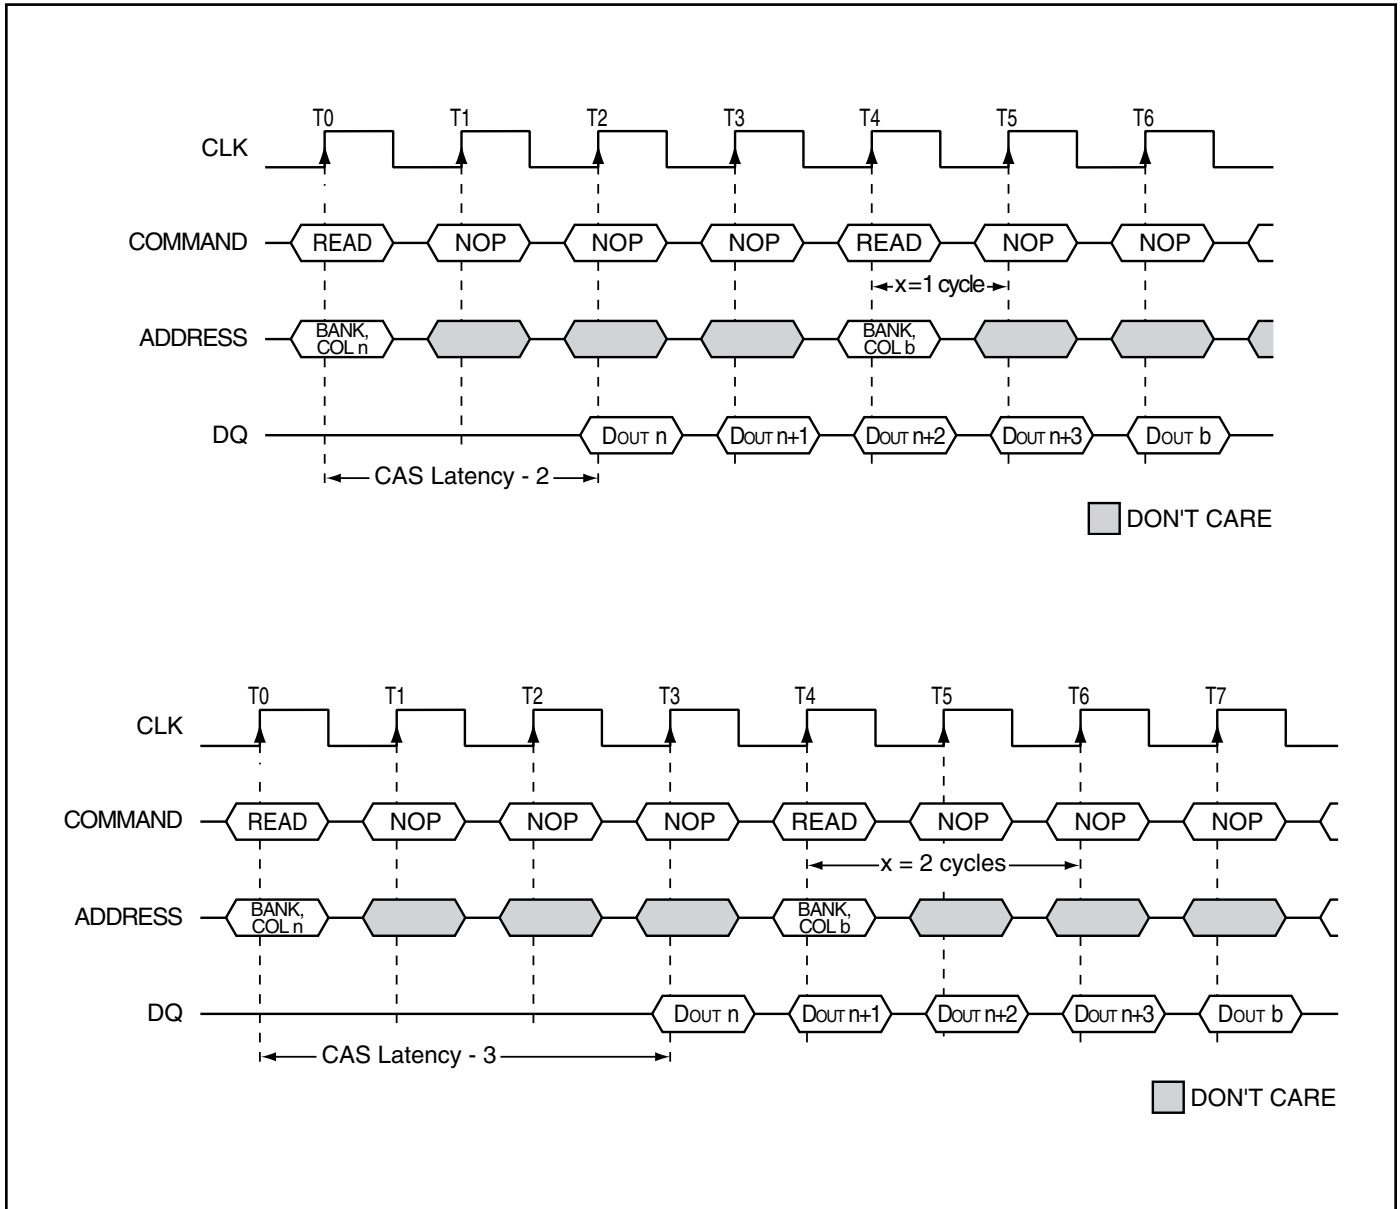 T0 T1 T2 T3 T4 T5 T6
CLK
COMMAND READ NOP NOP NOP READ NOP NOP
x=1 cycle
ADDRESS BANK, COL n BANK, COL b
DQ DOUT n DOUT n+1 DOUT n+2 DOUT n+3 DOUT b
CAS Latency - 2
DON'T CARE
T0 T1 T2 T3 T4 T5 T6 T7
CLK
COMMAND READ NOP NOP NOP READ NOP NOP NOP
x = 2 cycles
ADDRESS BANK, COL n BANK, COL b
DQ DOUT n DOUT n+1 DOUT n+2 DOUT n+3 DOUT b
CAS Latency - 3
DON'T CARE